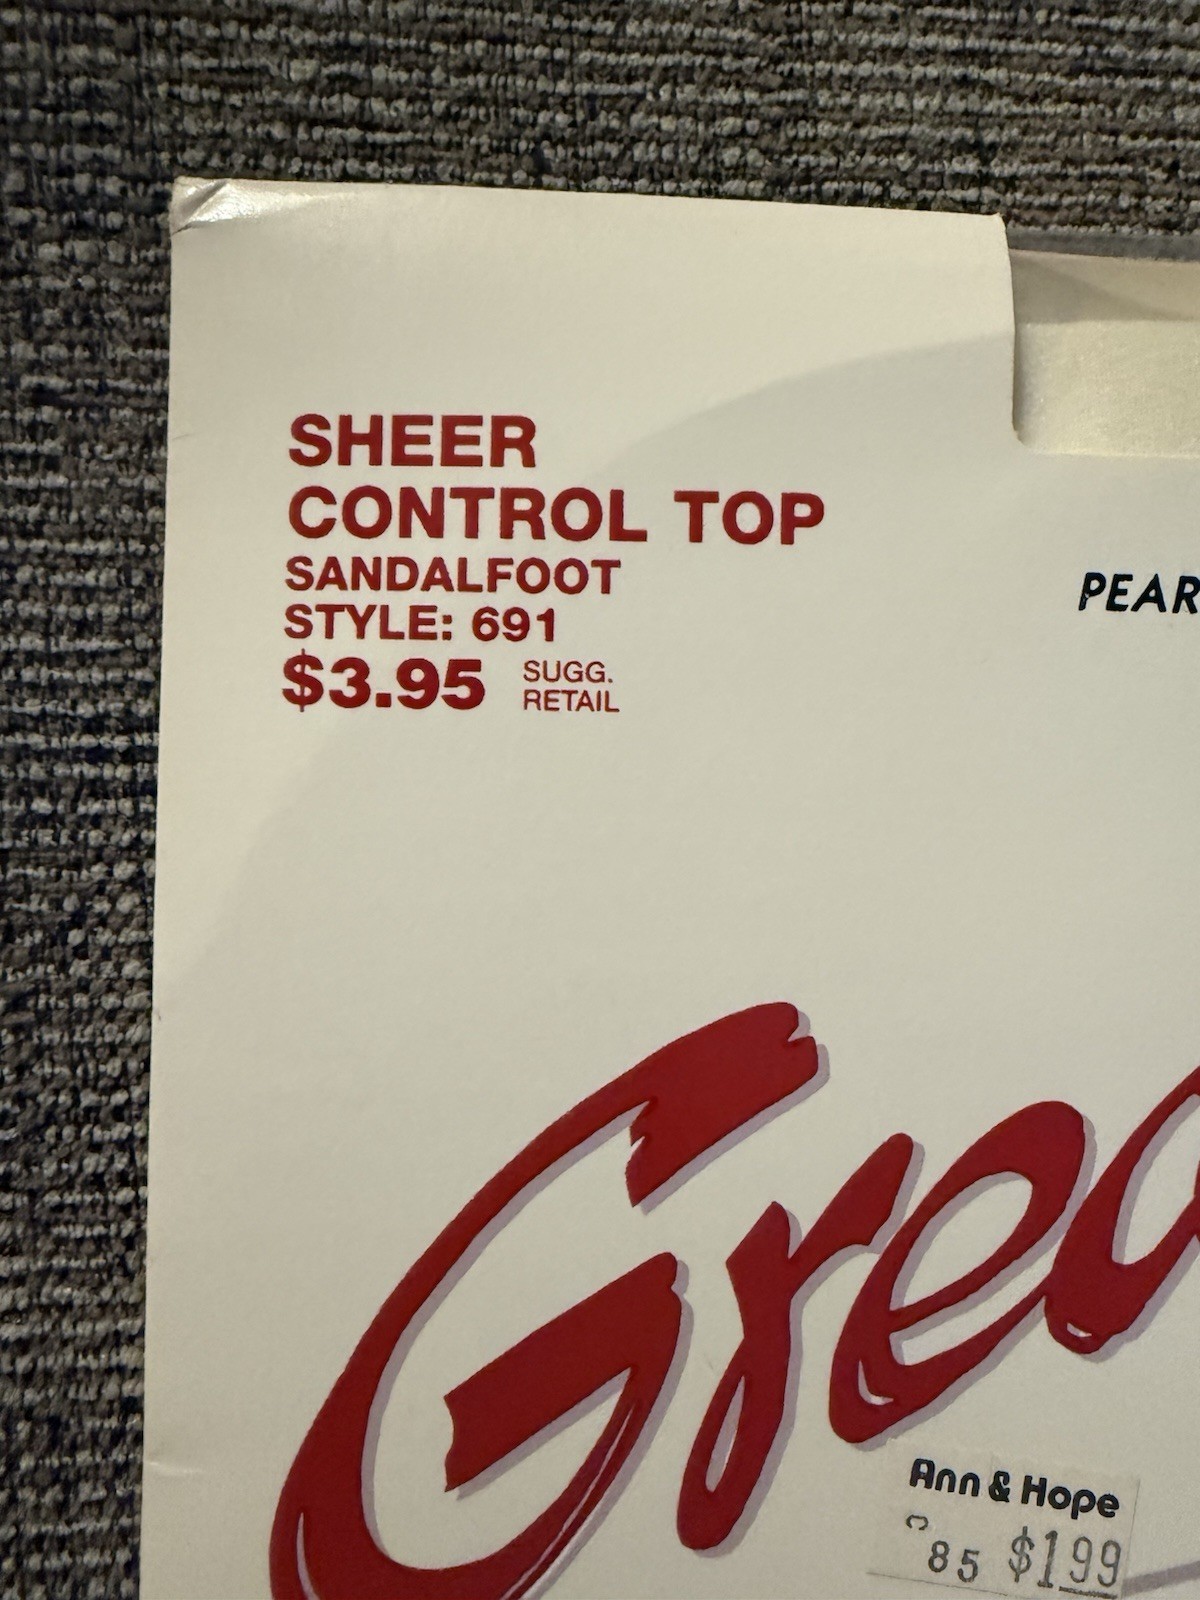 SHEER
CONTROL TOP
SANDALFOOT
STYLE: 691
$3.95 SUGG.
RETAIL
PEAR
Grea
Ann & Hope
85 $1.99